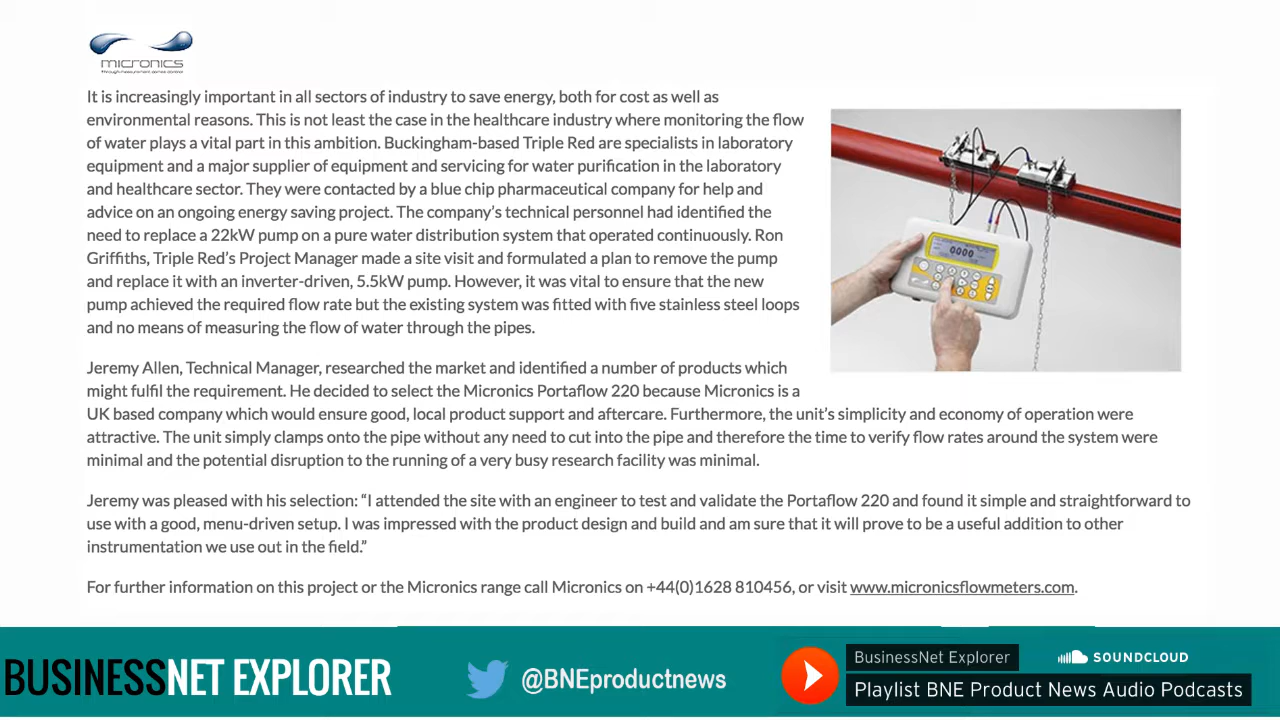 micronics
Through measurement comes control
It is increasingly important in all sectors of industry to save energy, both for cost as well as
environmental reasons. This is not least the case in the healthcare industry where monitoring the flow
of water plays a vital part in this ambition. Buckingham-based Triple Red are specialists in laboratory
equipment and a major supplier of equipment and servicing for water purification in the laboratory
and healthcare sector. They were contacted by a blue chip pharmaceutical company for help and
advice on an ongoing energy saving project. The company's technical personnel had identified the
need to replace a 22kW pump on a pure water distribution system that operated continuously. Ron
Griffiths, Triple Red's Project Manager made a site visit and formulated a plan to remove the pump
and replace it with an inverter-driven, 5.5kW pump. However, it was vital to ensure that the new
pump achieved the required flow rate but the existing system was fitted with five stainless steel loops
and no means of measuring the flow of water through the pipes.
Jeremy Allen, Technical Manager, researched the market and identified a number of products which
might fulfil the requirement. He decided to select the Micronics Portaflow 220 because Micronics is a
UK based company which would ensure good, local product support and aftercare. Furthermore, the unit's simplicity and economy of operation were
attractive. The unit simply clamps onto the pipe without any need to cut into the pipe and therefore the time to verify flow rates around the system were
minimal and the potential disruption to the running of a very busy research facility was minimal.
Jeremy was pleased with his selection: "I attended the site with an engineer to test and validate the Portaflow 220 and found it simple and straightforward to
use with a good, menu-driven setup. I was impressed with the product design and build and am sure that it will prove to be a useful addition to other
instrumentation we use out in the field."
For further information on this project or the Micronics range call Micronics on +44(0)1628 810456, or visit www.micronicsflowmeters.com.
0000
BUSINESSNET EXPLORER
@BNEproductnews
BusinessNet Explorer
SOUNDCLOUD
Playlist BNE Product News Audio Podcasts